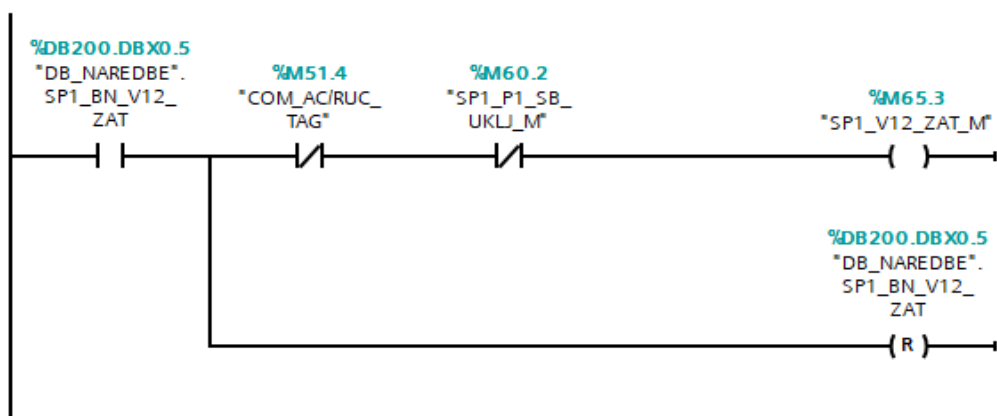 %DB200.DBX0.5
"DB_NAREDBE".
SP1_BN_V12_
ZAT
%M51.4
"COM_AC/RUC_
TAG"
%M60.2
"SP1_P1_SB_
UKLJ_M"
%M65.3
"SP1_V12_ZAT_M"
%DB200.DBX0.5
"DB_NAREDBE".
SP1_BN_V12_
ZAT
R